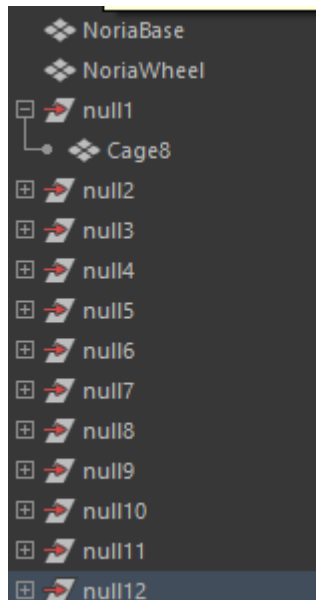 NoriaBase
NoriaWheel
null1
Cage8
null2
null3
null4
null5
null6
null7
null8
null9
null10
null11
null12